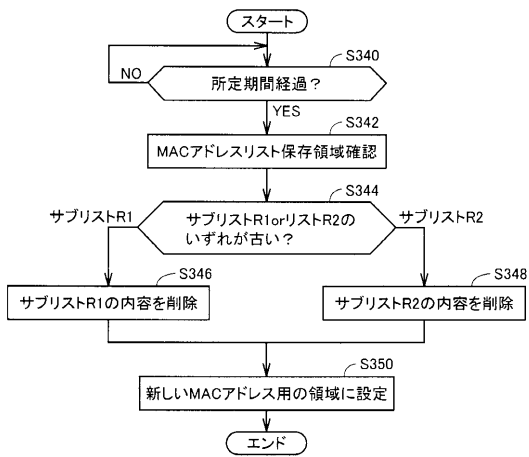 スタート
S340
NO
所定期間経過？
YES
S342
MACアドレスリスト保存領域確認
S344
サブリストR1
サブリストR1orリストR2の
いずれが古い？
サブリストR2
S346
サブリストR1の内容を削除
S348
サブリストR2の内容を削除
S350
新しいMACアドレス用の領域に設定
エンド